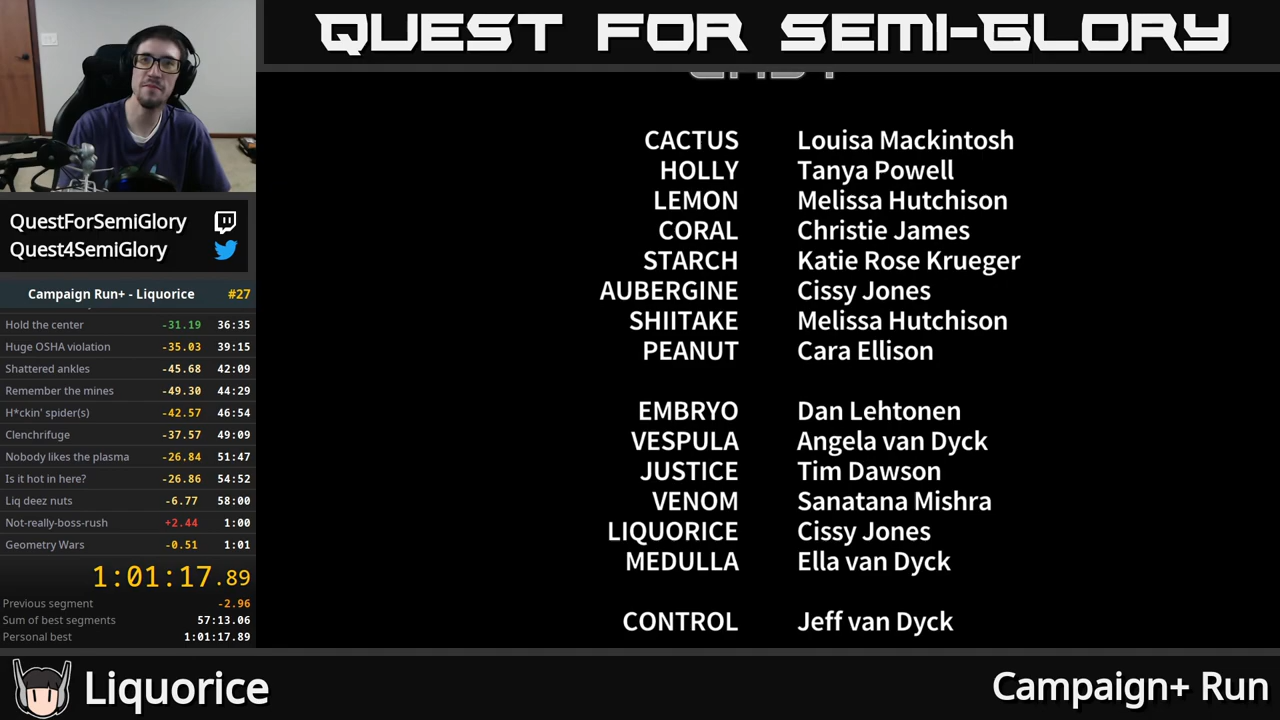 QUEST FOR SEMI-GLORY
QuestForSemiGlory
Quest4SemiGlory
Campaign Run+ - Liquorice #27
Hold the center -31.19 36:35
Huge OSHA violation -35.03 39:15
Shattered ankles -45.68 42:09
Remember the mines -49.30 44:29
H*ckin' spider(s) -42.57 46:54
Clenchrifuge -37.57 49:09
Nobody likes the plasma -26.84 51:47
Is it hot in here? -26.86 54:52
Liq deez nuts -6.77 58:00
Not-really-boss-rush +2.44 1:00
Geometry Wars -0.51 1:01
1:01:17.89
Previous segment -2.96
Sum of best segments 57:13.06
Personal best 1:01:17.89
CACTUS Louisa Mackintosh
HOLLY Tanya Powell
LEMON Melissa Hutchison
CORAL Christie James
STARCH Katie Rose Krueger
AUBERGINE Cissy Jones
SHIITAKE Melissa Hutchison
PEANUT Cara Ellison
EMBRYO Dan Lehtonen
VESPULA Angela van Dyck
JUSTICE Tim Dawson
VENOM Sanatana Mishra
LIQUORICE Cissy Jones
MEDULLA Ella van Dyck
CONTROL Jeff van Dyck
Liquorice
Campaign+ Run